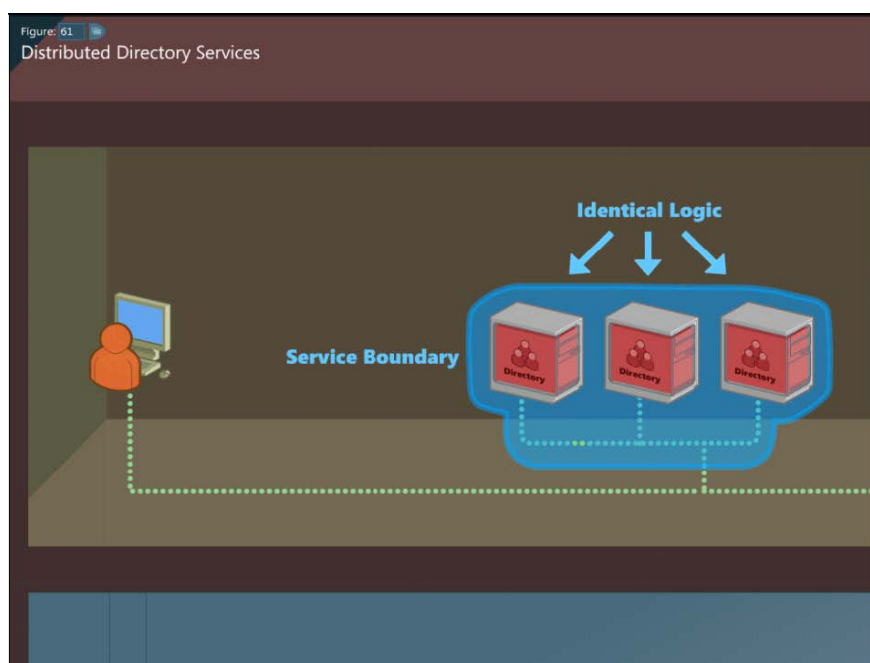 Figure: 61
Distributed Directory Services
Identical Logic
Service Boundary
Directory
Directory
Directory